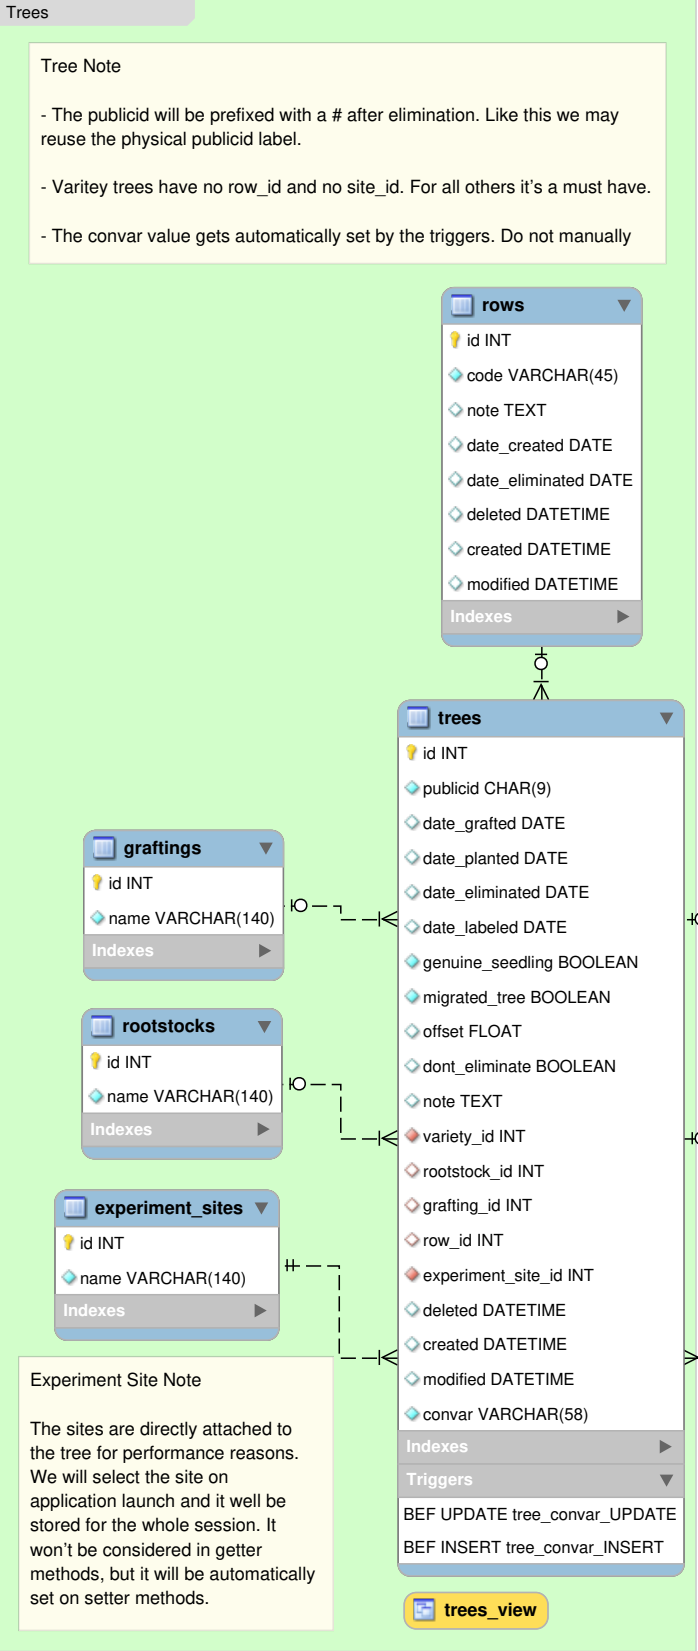 Trees
Tree Note
- The publicid will be prefixed with a # after elimination. Like this we may
reuse the physical publicid label.
- Varitey trees have no row_id and no site_id. For all others it's a must have.
- The convar value gets automatically set by the triggers. Do not manually
rows
id INT
code VARCHAR(45)
note TEXT
date_created DATE
date_eliminated DATE
deleted DATETIME
created DATETIME
modified DATETIME
Indexes
trees
id INT
publicid CHAR(9)
date_grafted DATE
date_planted DATE
date_eliminated DATE
date_labeled DATE
genuine_seedling BOOLEAN
migrated_tree BOOLEAN
offset FLOAT
dont_eliminate BOOLEAN
note TEXT
variety_id INT
rootstock_id INT
grafting_id INT
row_id INT
experiment_site_id INT
deleted DATETIME
created DATETIME
modified DATETIME
convar VARCHAR(58)
Indexes
Triggers
BEF UPDATE tree_convar_UPDATE
BEF INSERT tree_convar_INSERT
graftings
id INT
name VARCHAR(140)
Indexes
rootstocks
id INT
name VARCHAR(140)
Indexes
experiment_sites
id INT
name VARCHAR(140)
Indexes
Experiment Site Note
The sites are directly attached to
the tree for performance reasons.
We will select the site on
application launch and it well be
stored for the whole session. It
won't be considered in getter
methods, but it will be automatically
set on setter methods.
trees_view